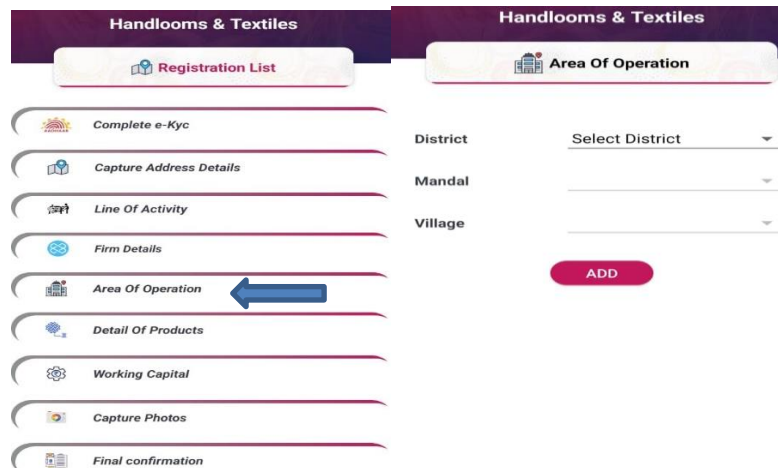 Handlooms & Textiles
Registration List
AADHAAR
Complete e-Kyc
Capture Address Details
Line Of Activity
Firm Details
Area Of Operation
Detail Of Products
Working Capital
Capture Photos
Final confirmation
Handlooms & Textiles
Area Of Operation
District Select District
Mandal
Village
ADD